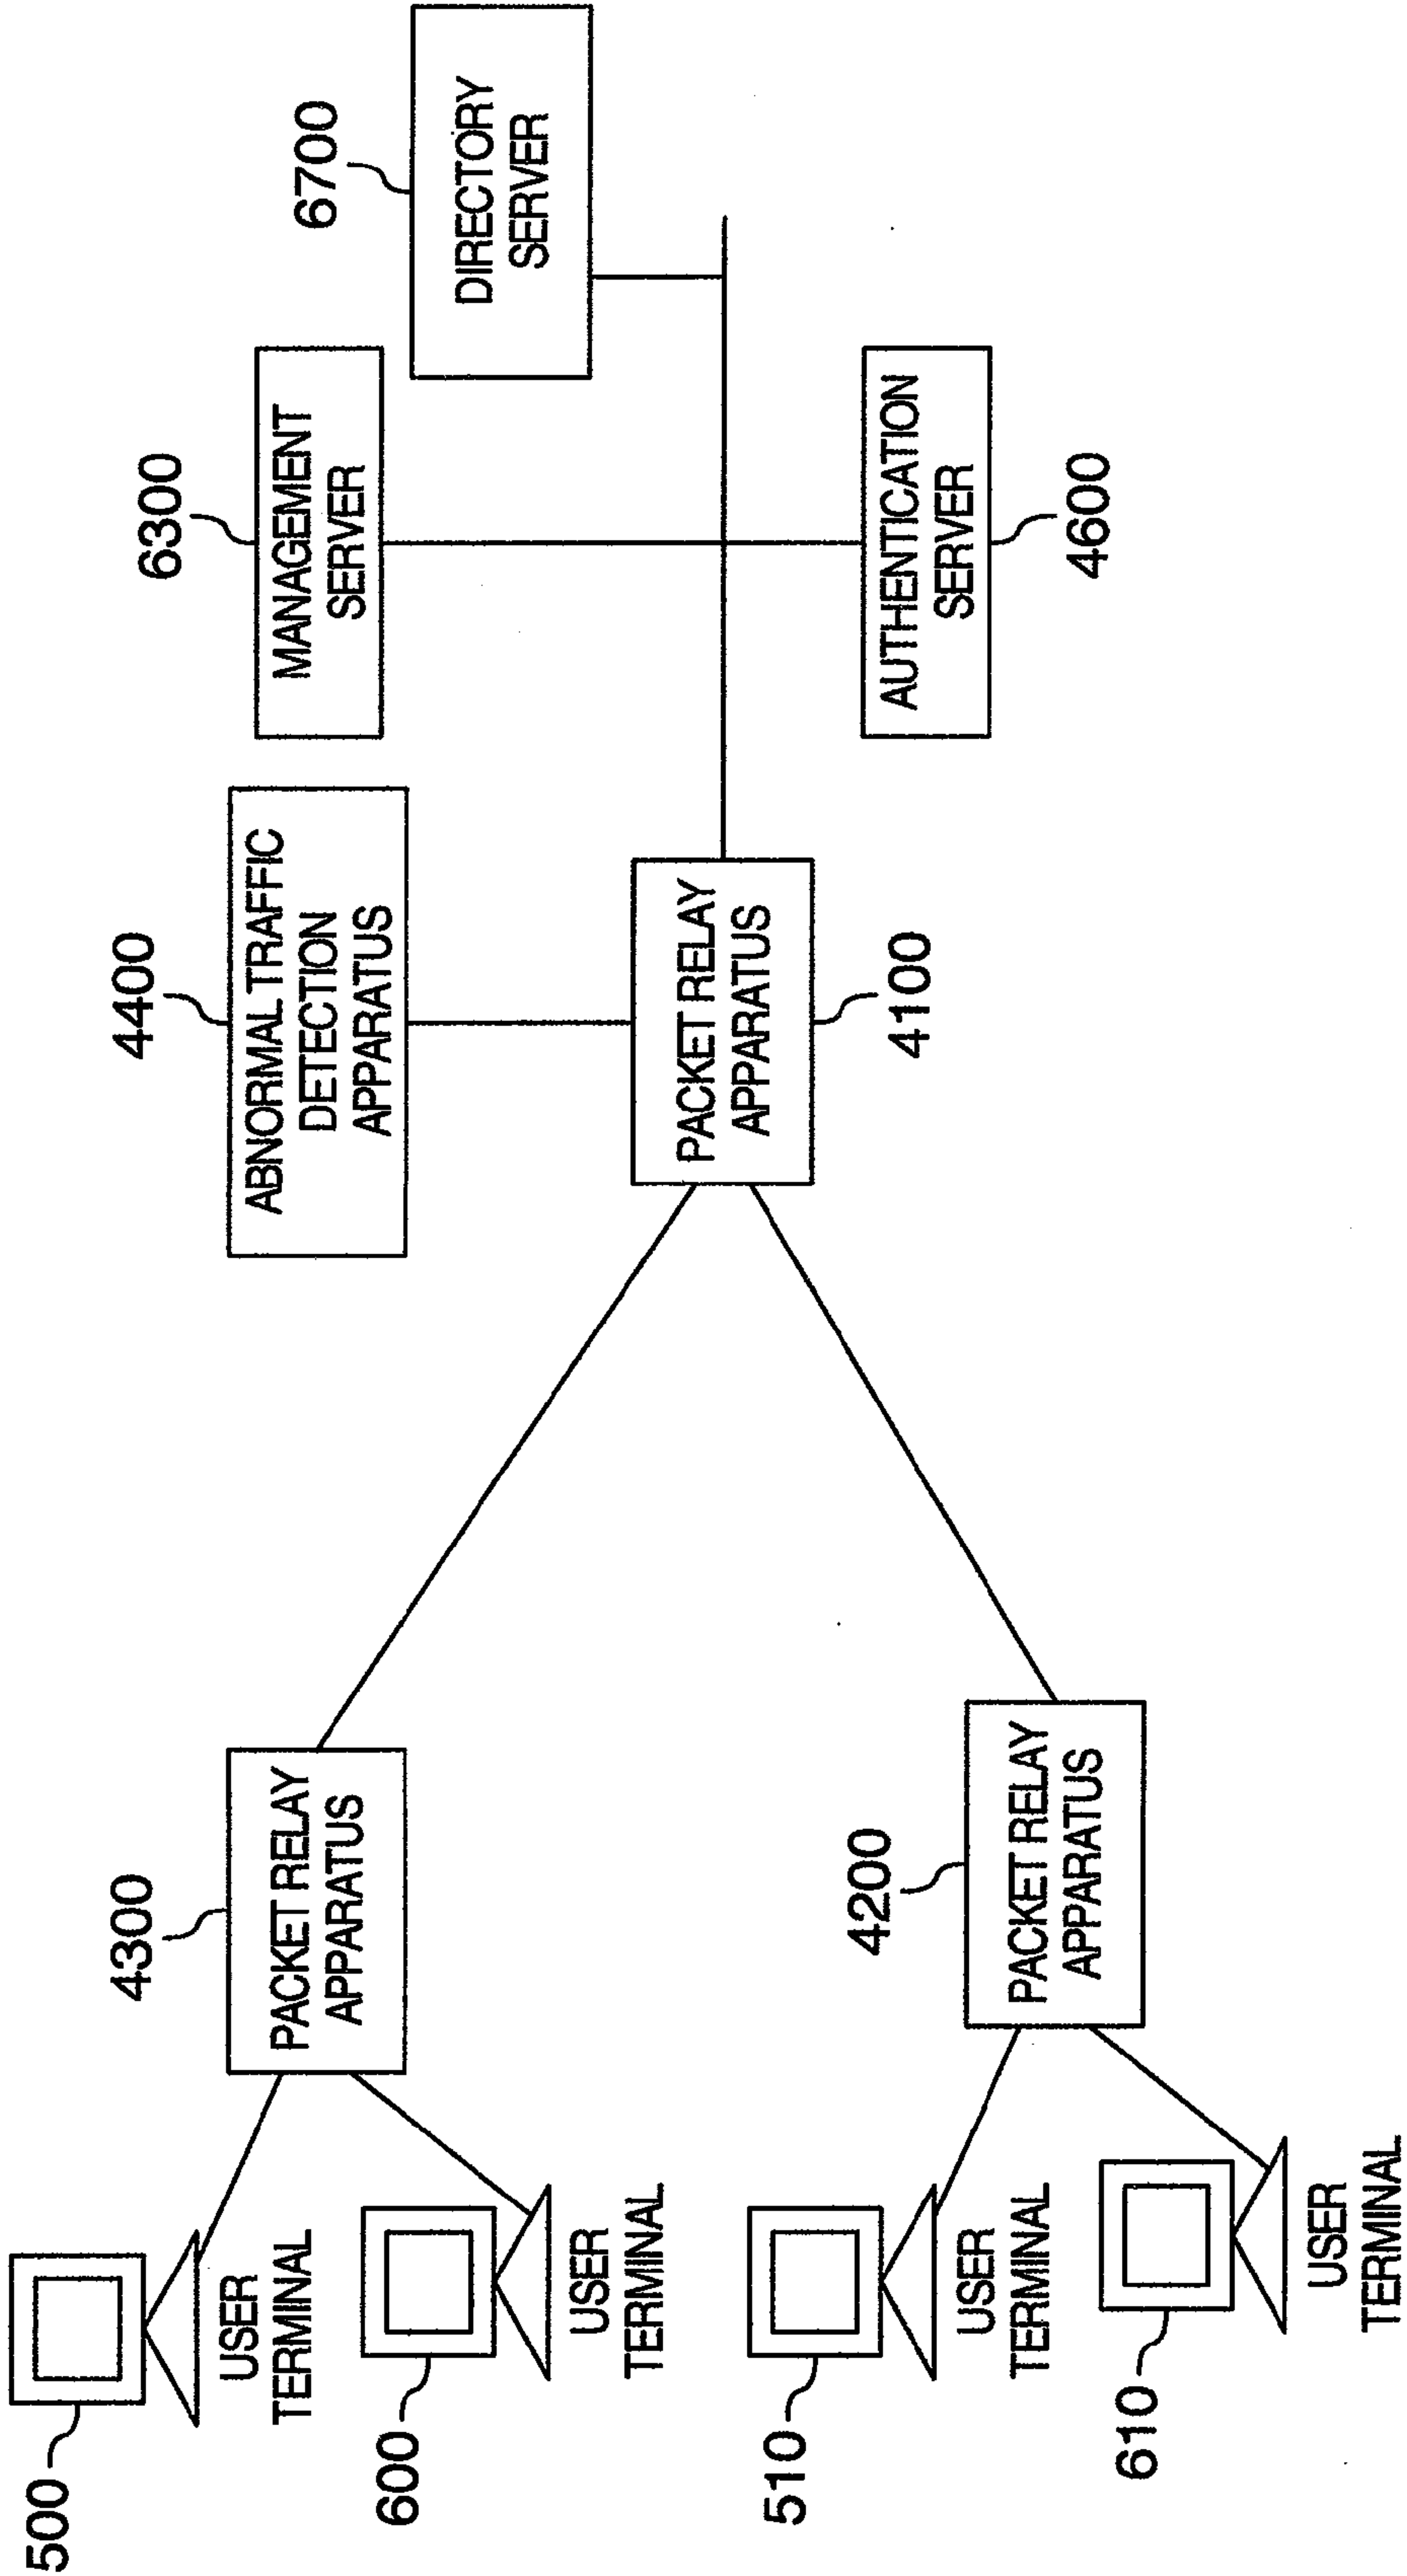 500
USER
TERMINAL
600
USER
TERMINAL
510
USER
TERMINAL
610
USER
TERMINAL
4300
PACKET RELAY
APPARATUS
4200
PACKET RELAY
APPARATUS
4400
ABNORMAL TRAFFIC
DETECTION
APPARATUS
PACKET RELAY
APPARATUS
4100
6300
MANAGEMENT
SERVER
AUTHENTICATION
SERVER
4600
6700
DIRECTORY
SERVER